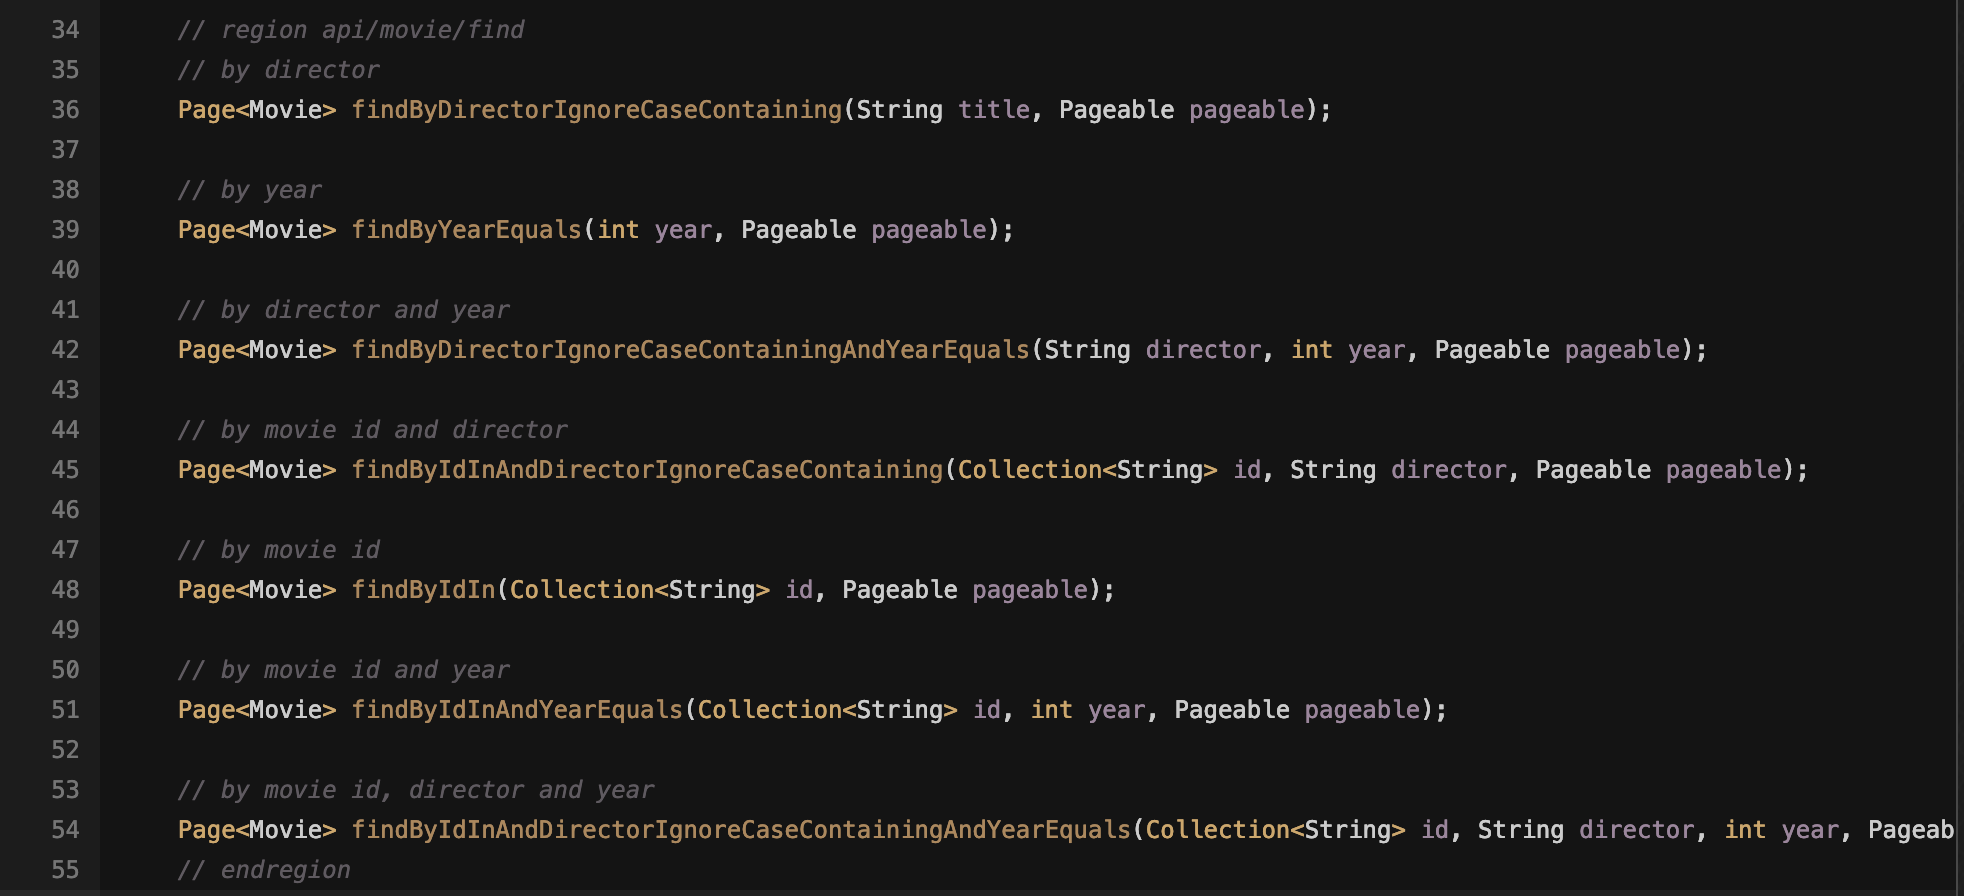 34 // region api/movie/find
35 // by director
36 Page<Movie> findByDirectorIgnoreCaseContaining(String title, Pageable pageable);
37
38 // by year
39 Page<Movie> findByYearEquals(int year, Pageable pageable);
40
41 // by director and year
42 Page<Movie> findByDirectorIgnoreCaseContainingAndYearEquals(String director, int year, Pageable pageable);
43
44 // by movie id and director
45 Page<Movie> findByIdInAndDirectorIgnoreCaseContaining(Collection<String> id, String director, Pageable pageable);
46
47 // by movie id
48 Page<Movie> findByIdIn(Collection<String> id, Pageable pageable);
49
50 // by movie id and year
51 Page<Movie> findByIdInAndYearEquals(Collection<String> id, int year, Pageable pageable);
52
53 // by movie id, director and year
54 Page<Movie> findByIdInAndDirectorIgnoreCaseContainingAndYearEquals(Collection<String> id, String director, int year, Pageab
55 // endregion